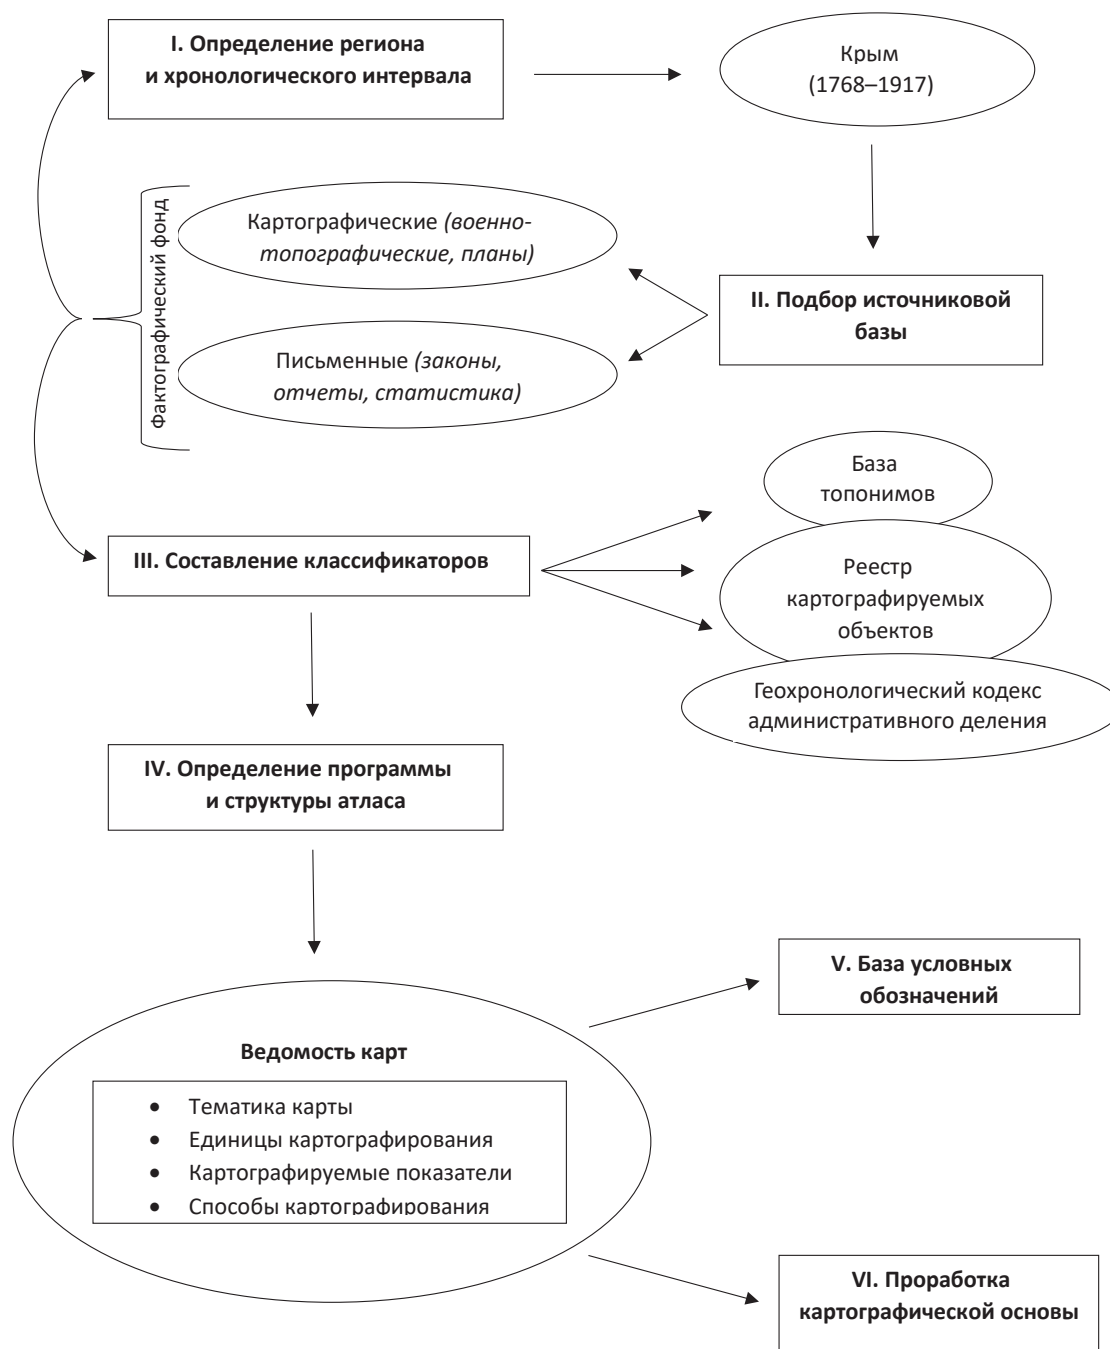 I. Определение региона
и хронологического интервала
Крым
(1768–1917)
Фактографический фонд
Картографические (военно-
топографические, планы)
II. Подбор источниковой
базы
Письменные (законы,
отчеты, статистика)
База
топонимов
III. Составление классификаторов
Реестр
картографируемых
объектов
Геохронологический кодекс
административного деления
IV. Определение программы
и структуры атласа
V. База условных
обозначений
Ведомость карт
• Тематика карты
• Единицы картографирования
• Картографируемые показатели
• Способы картографирования
VI. Проработка
картографической основы